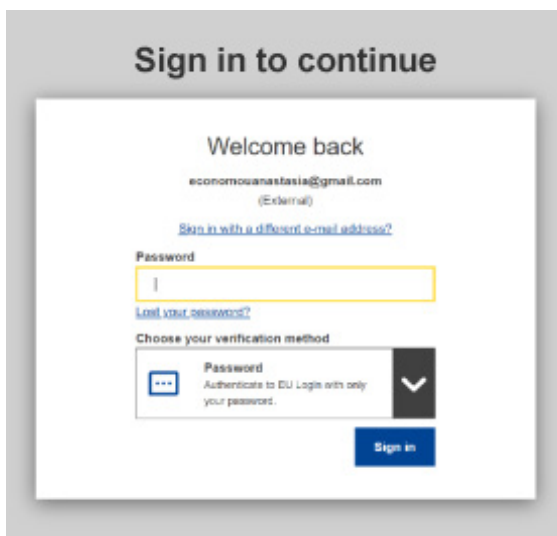 Sign in to continue
Welcome back
economouanastasia@gmail.com
(External)
Sign in with a different e-mail address?
Password
Lost your password?
Choose your verification method
Password
Authenticate to EU Login with only
your password.
Sign in